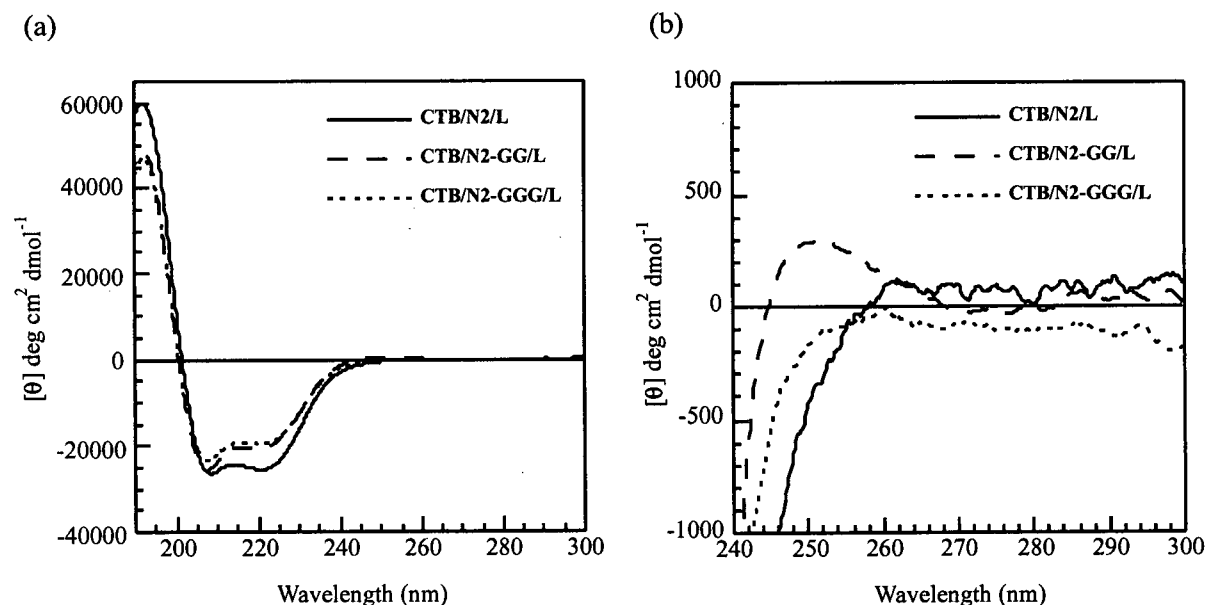 (a)
60000
40000
20000
0
-20000
-40000
[θ] deg cm² dmol⁻¹
CTB/N2/L
CTB/N2-GG/L
CTB/N2-GGG/L
200
220
240
260
280
300
Wavelength (nm)
(b)
1000
500
0
-500
-1000
[θ] deg cm² dmol⁻¹
CTB/N2/L
CTB/N2-GG/L
CTB/N2-GGG/L
240
250
260
270
280
290
300
Wavelength (nm)